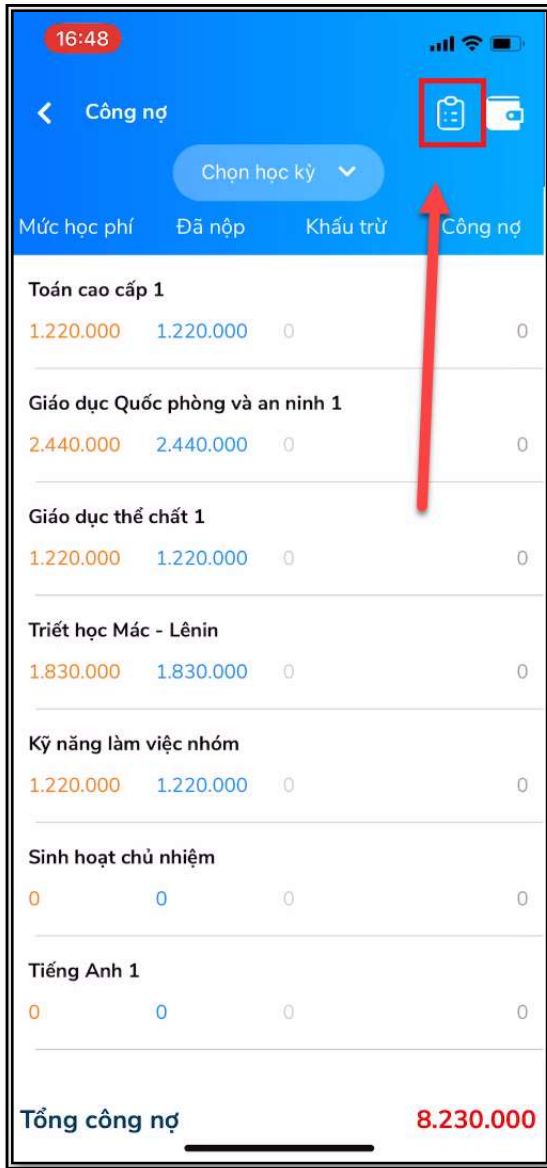 16:48
Công nợ
Chọn học kỳ
Mức học phí Đã nộp Khấu trừ Công nợ
Toán cao cấp 1
1.220.000 1.220.000 0 0
Giáo dục Quốc phòng và an ninh 1
2.440.000 2.440.000 0 0
Giáo dục thể chất 1
1.220.000 1.220.000 0 0
Triết học Mác - Lênin
1.830.000 1.830.000 0 0
Kỹ năng làm việc nhóm
1.220.000 1.220.000 0 0
Sinh hoạt chủ nhiệm
0 0 0 0
Tiếng Anh 1
0 0 0 0
Tổng công nợ 8.230.000